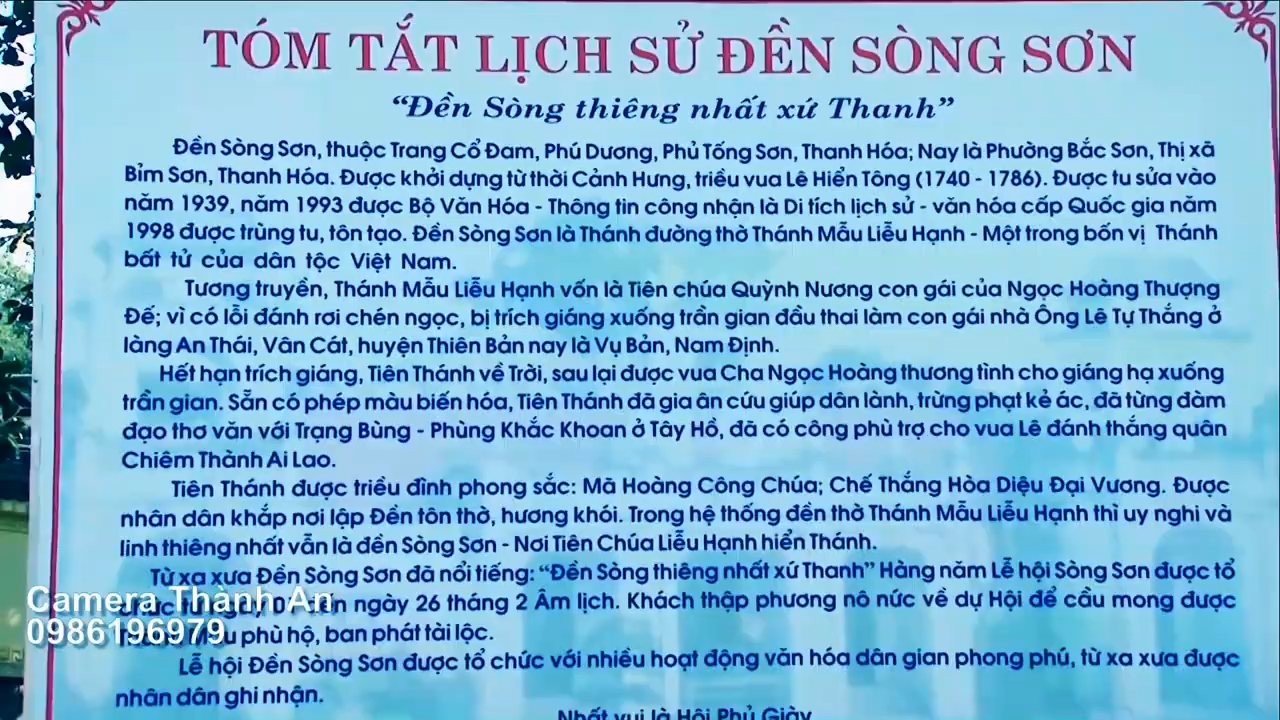 TÓM TẮT LỊCH SỬ ĐỀN SÒNG SƠN
“Đền Sòng thiêng nhất xứ Thanh”
Đền Sòng Sơn, thuộc Trang Cổ Đam, Phú Dương, Phủ Tống Sơn, Thanh Hóa; Nay là Phường Bắc Sơn, Thị xã
Bỉm Sơn, Thanh Hóa. Được khởi dựng từ thời Cảnh Hưng, triều vua Lê Hiển Tông (1740 - 1786). Được tu sửa vào
năm 1939, năm 1993 được Bộ Văn Hóa - Thông tin công nhận là Di tích lịch sử - văn hóa cấp Quốc gia năm
1998 được trùng tu, tôn tạo. Đền Sòng Sơn là Thánh đường thờ Thánh Mẫu Liễu Hạnh - Một trong bốn vị Thánh
bất tử của dân tộc Việt Nam.
Tương truyền, Thánh Mẫu Liễu Hạnh vốn là Tiên chúa Quỳnh Nương con gái của Ngọc Hoàng Thượng
Đế; vì có lỗi đánh rơi chén ngọc, bị trích giáng xuống trần gian đầu thai làm con gái nhà Ông Lê Tự Thắng ở
làng An Thái, Vân Cát, huyện Thiên Bản nay là Vụ Bản, Nam Định.
Hết hạn trích giáng, Tiên Thánh về Trời, sau lại được vua Cha Ngọc Hoàng thương tình cho giáng hạ xuống
trần gian. Sẵn có phép màu biến hóa, Tiên Thánh đã gia ân cứu giúp dân lành, trừng phạt kẻ ác, đã từng đàm
đạo thơ văn với Trạng Bùng - Phùng Khắc Khoan ở Tây Hồ, đã có công phù trợ cho vua Lê đánh thắng quân
Chiêm Thành Ai Lao.
Tiên Thánh được triều đình phong sắc: Mã Hoàng Công Chúa; Chế Thắng Hòa Diệu Đại Vương. Được
nhân dân khắp nơi lập Đền tôn thờ, hương khói. Trong hệ thống đền thờ Thánh Mẫu Liễu Hạnh thì uy nghi và
linh thiêng nhất vẫn là đền Sòng Sơn - Nơi Tiên Chúa Liễu Hạnh hiển Thánh.
Từ xa xưa Đền Sòng Sơn đã nổi tiếng: “Đền Sòng thiêng nhất xứ Thanh” Hàng năm Lễ hội Sòng Sơn được tổ
ngày 26 tháng 2 Âm lịch. Khách thập phương nô nức về dự Hội để cầu mong được
phù hộ, ban phát tài lộc.
Camera Thành An
0986196979
Lễ hội Đền Sòng Sơn được tổ chức với nhiều hoạt động văn hóa dân gian phong phú, từ xa xưa được
nhân dân ghi nhận.
Nhất vui là Hội Phủ Giày